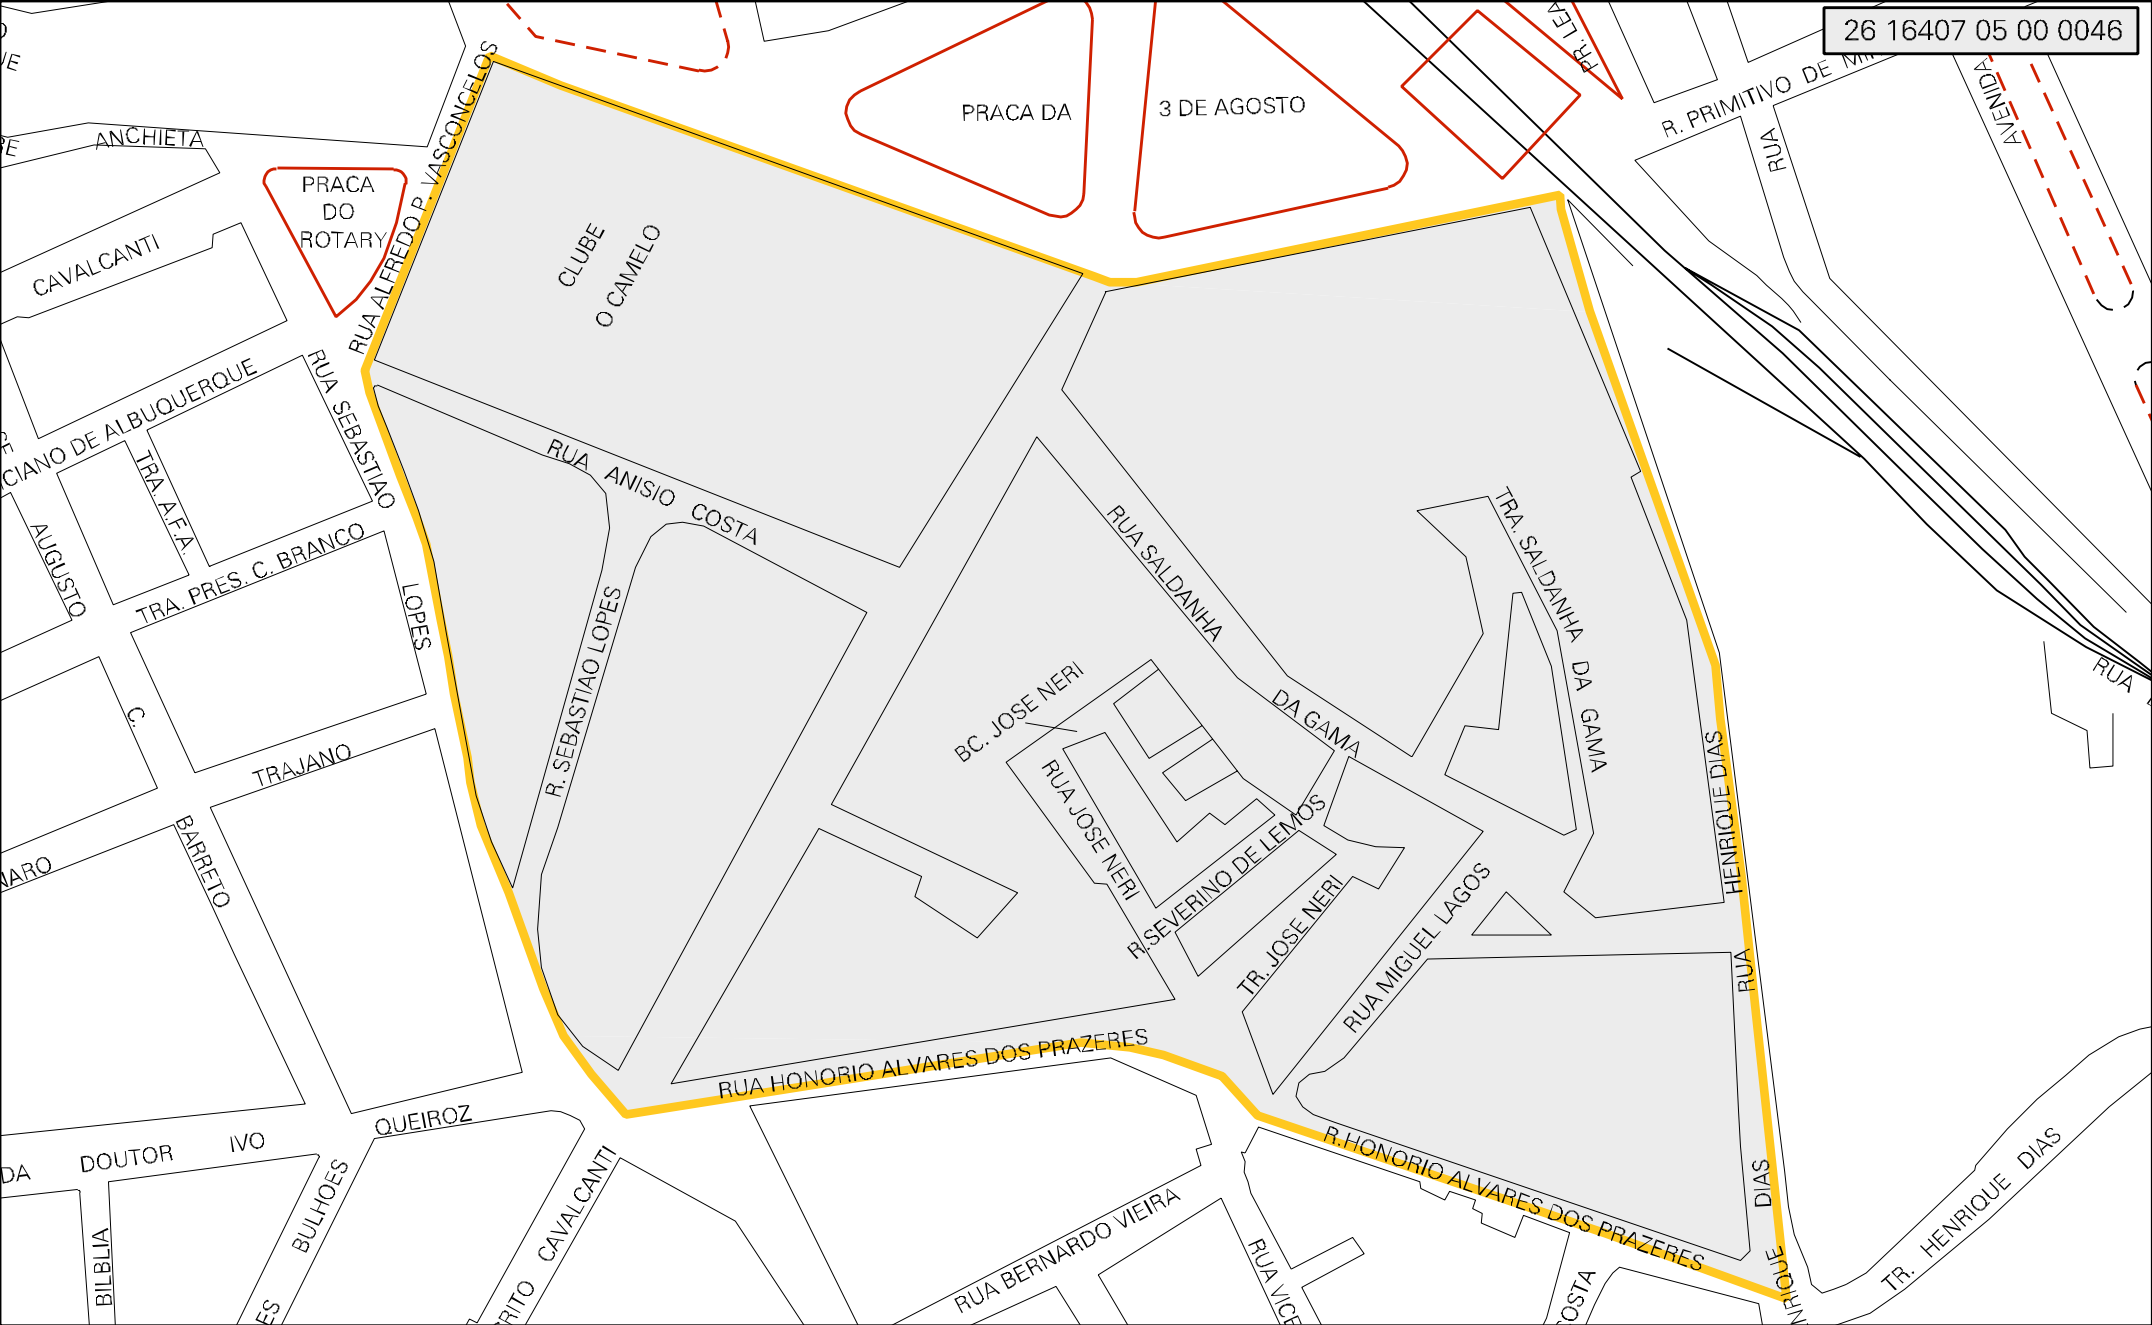 26 16407 05 00 0046
PRACA DA
3 DE AGOSTO
R. PRIMITIVO DE
AVENIDA
RUA
ANCHIETA
PRACA
DO
ROTARY
CAVALCANTI
RUA ALFREDO P. VASCONCELOS
CLUBE
O CAMELO
CIANO DE ALBUQUERQUE
RUA SEBASTIAO
LOPES
TRA. A.F.A.
AUGUSTO
C.
BARRETO
TRA. PRES. C. BRANCO
TRAJANO
RUA ANISIO COSTA
R. SEBASTIAO LOPES
RUA SALDANHA
DA GAMA
TRA. SALDANHA DA GAMA
BC. JOSE NERI
RUA JOSE NERI
R.SEVERINO DE LEMOS
TR. JOSE NERI
RUA MIGUEL LAGOS
HENRIQUE DIAS
RUA
DIAS
RUA
RUA HONORIO ALVARES DOS PRAZERES
R.HONORIO ALVARES DOS PRAZERES
DA DOUTOR IVO
QUEIROZ
BILBLIA
BULHOES
CAVALCANTI
RUA BERNARDO VIEIRA
RUA VICE
OSTA
TR. HENRIQUE DIAS